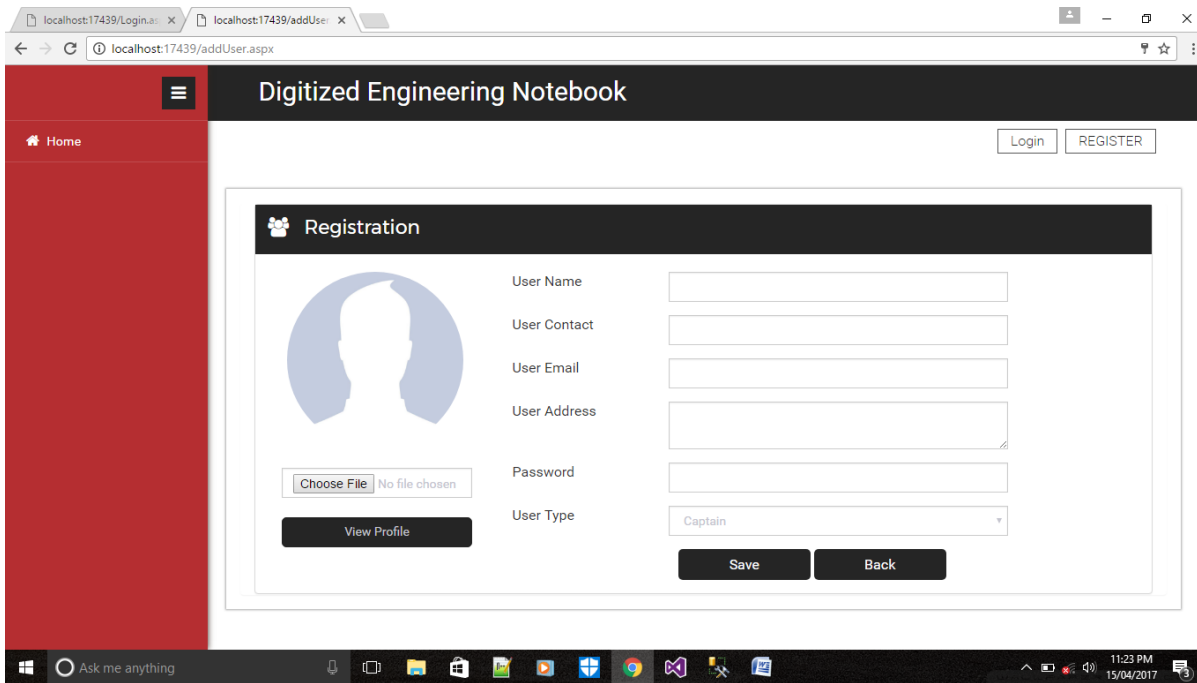 localhost:17439/Login.as
localhost:17439/addUser
localhost:17439/addUser.aspx
Digitized Engineering Notebook
Home
Login REGISTER
Registration
User Name
User Contact
User Email
User Address
Choose File No file chosen
Password
View Profile
User Type Captain
Save Back
Ask me anything
11:23 PM
15/04/2017
3